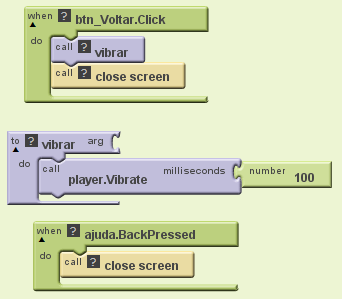 when ? btn_Voltar.Click
do call ? vibrar
call ? close screen
to ? vibrar arg
do call player.Vibrate milliseconds number 100
when ? ajuda.BackPressed
do call ? close screen